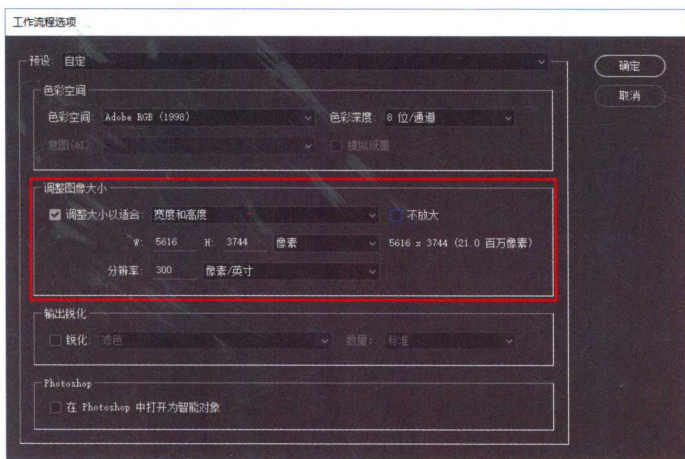 工作流程选项
预设: 自定
确定
取消
色彩空间
色彩空间: Adobe RGB (1998) 色彩深度: 8 位/通道
意图(AI) 模拟纸墨
调整图像大小
调整大小以适合: 宽度和高度 不放大
W: 5616 H: 3744 像素 5616 x 3744 (21.0 百万像素)
分辨率: 300 像素/英寸
输出锐化
锐化: 滤色 数量: 标准
Photoshop
在 Photoshop 中打开为智能对象